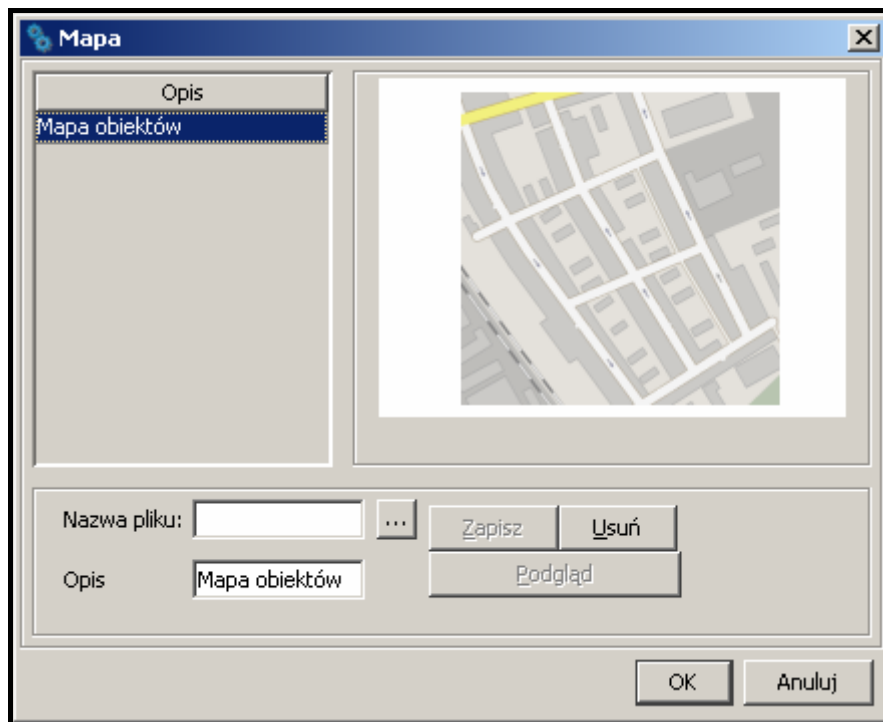 Mapa
Opis
Mapa obiektów
Nazwa pliku: ... Zapisz Usuń
Opis Mapa obiektów Podgląd
OK Anuluj